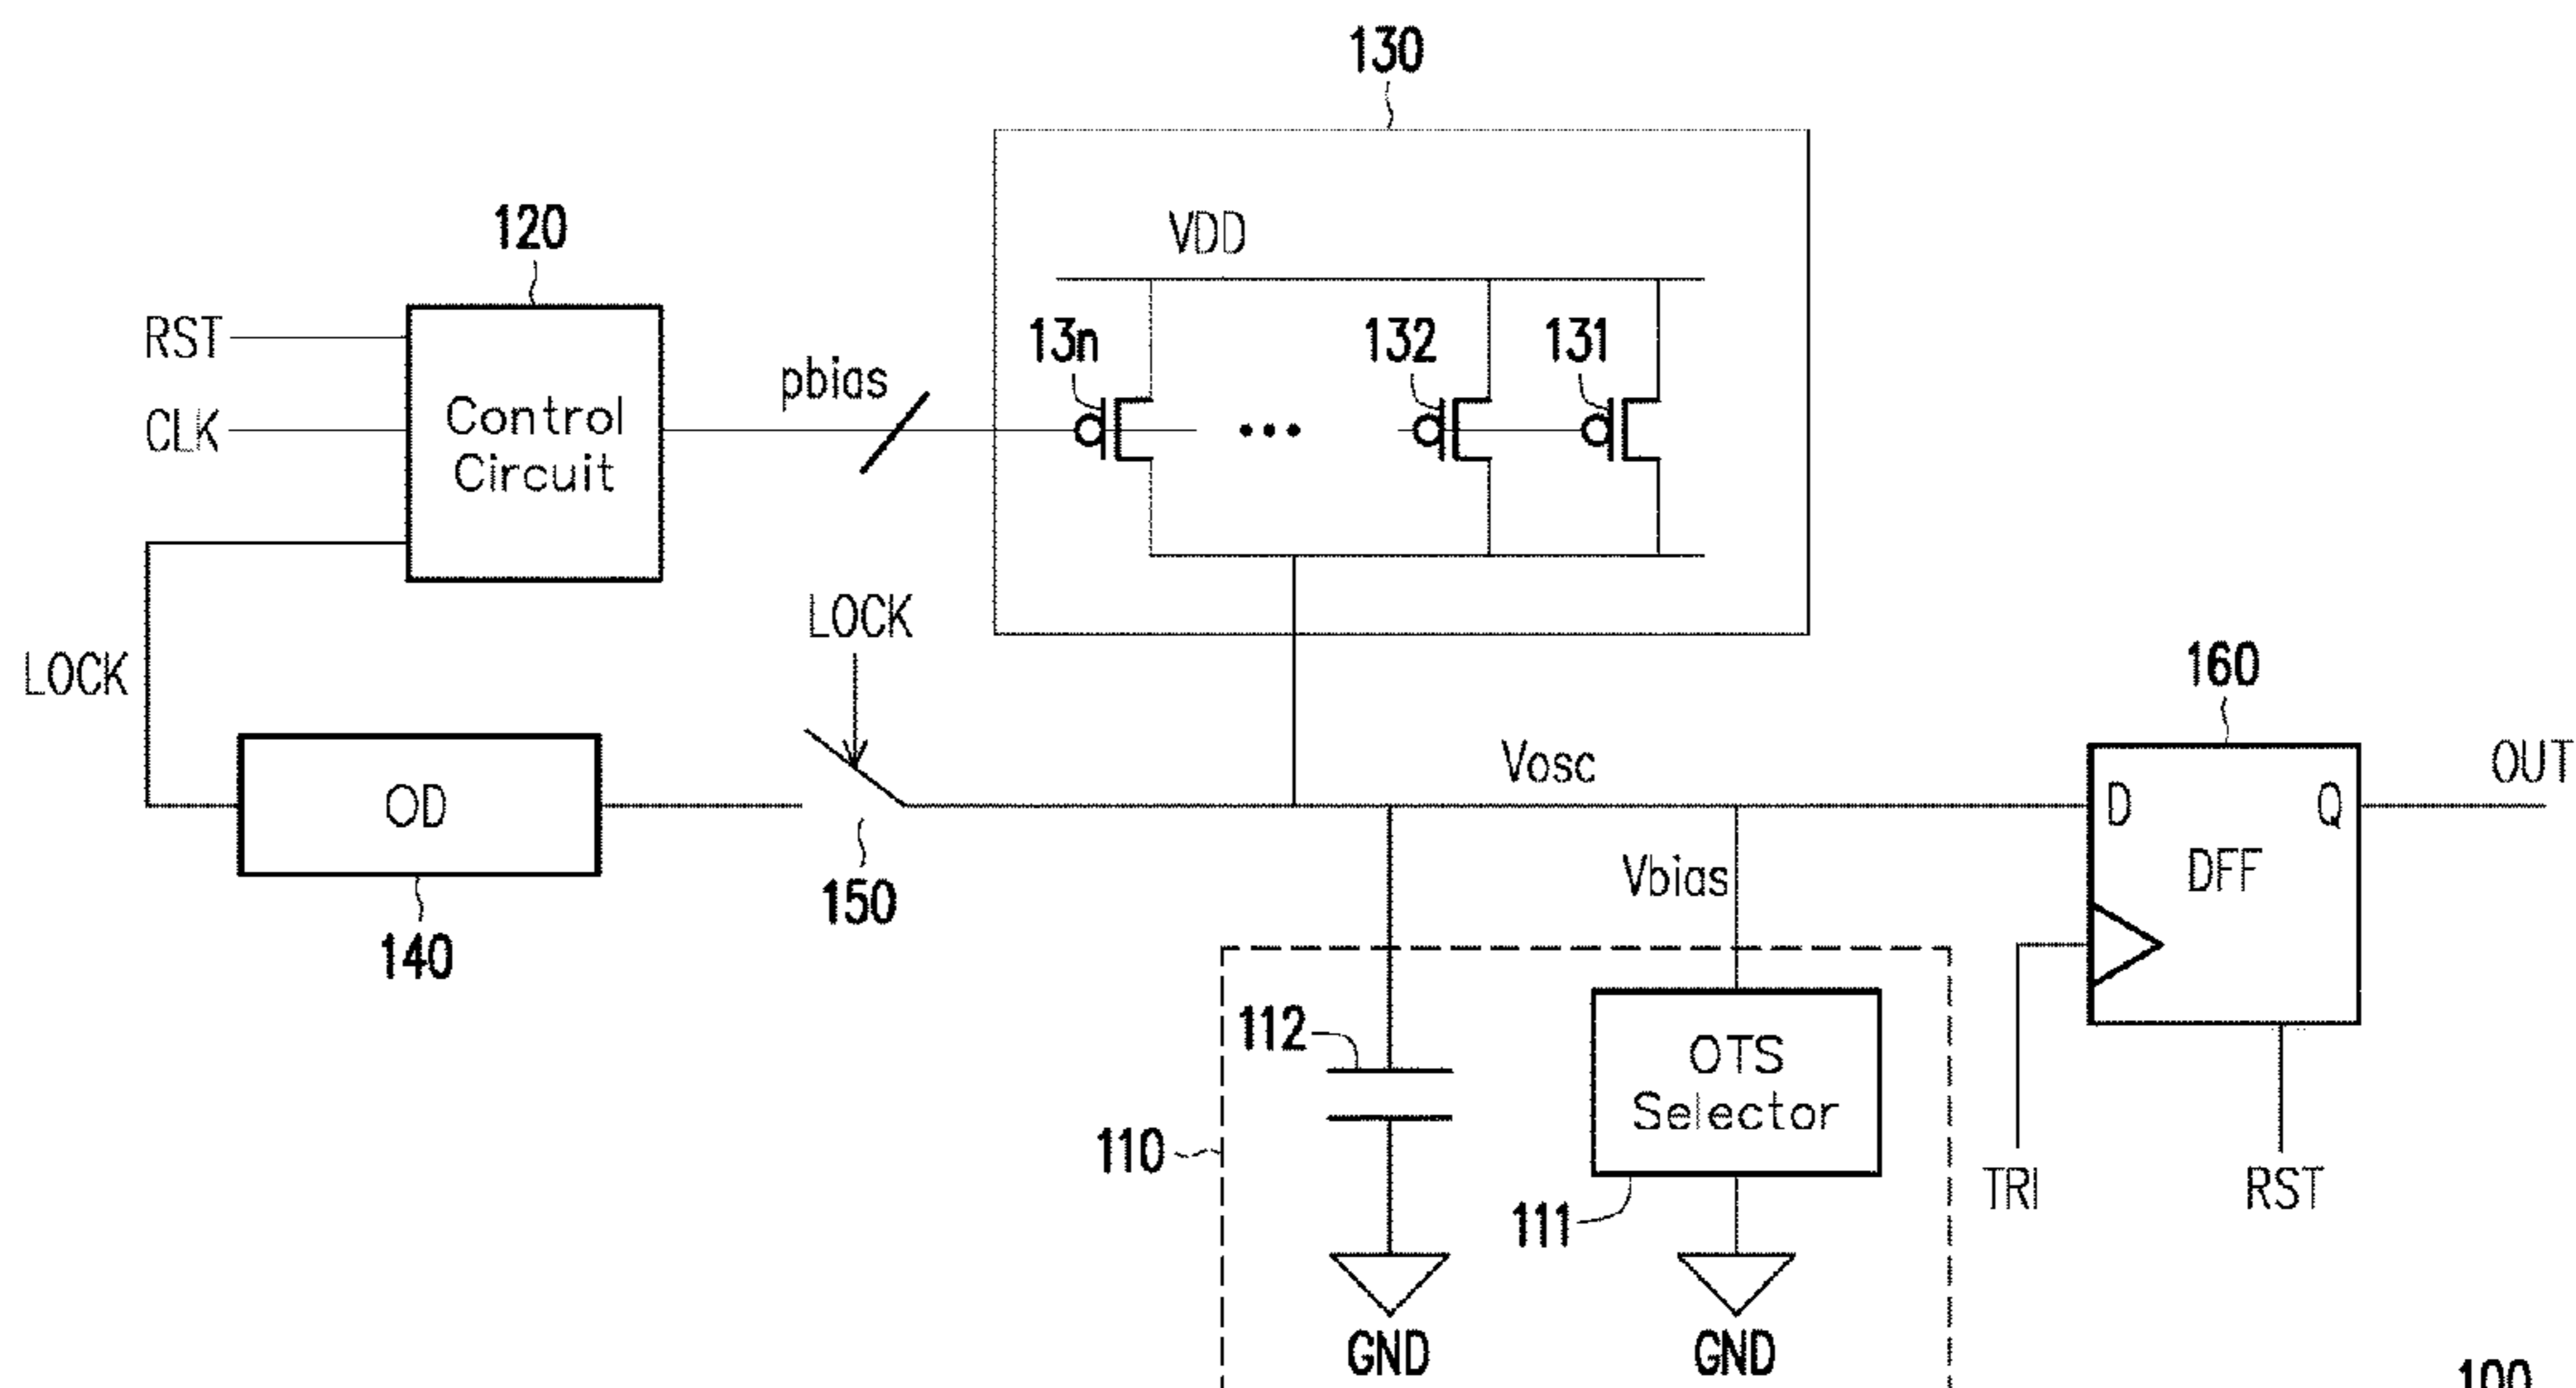 130
120
VDD
RST
13n
132
131
pbias
CLK
Control
Circuit
LOCK
LOCK
160
Vosc
OUT
OD
D
Q
DFF
Vbias
150
140
112
OTS
Selector
110
111
TRI
RST
GND
GND
100